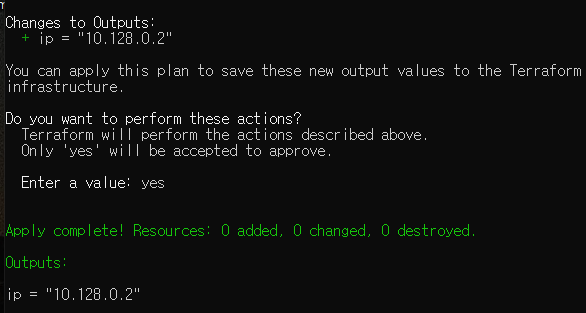 Changes to Outputs:
+ ip = "10.128.0.2"
You can apply this plan to save these new output values to the Terraform
infrastructure.
Do you want to perform these actions?
Terraform will perform the actions described above.
Only 'yes' will be accepted to approve.
Enter a value: yes
Apply complete! Resources: 0 added, 0 changed, 0 destroyed.
Outputs:
ip = "10.128.0.2"